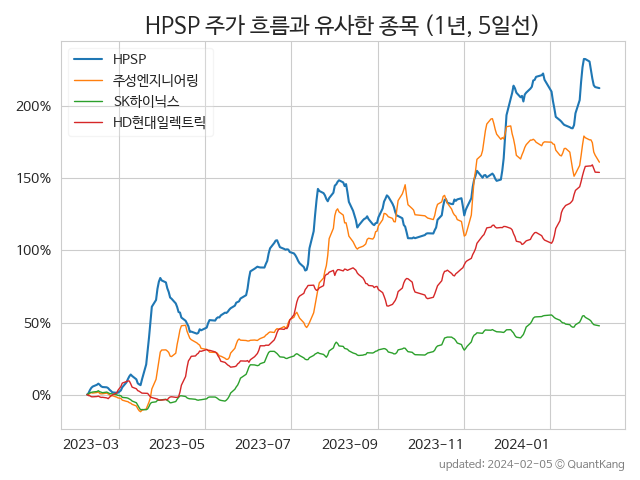 HPSP 주가 흐름과 유사한 종목 (1년, 5일선)
HPSP
주성엔지니어링
SK하이닉스
HD현대일렉트릭
200%
150%
100%
50%
0%
2023-03 2023-05 2023-07 2023-09 2023-11 2024-01
updated: 2024-02-05 © QuantKang